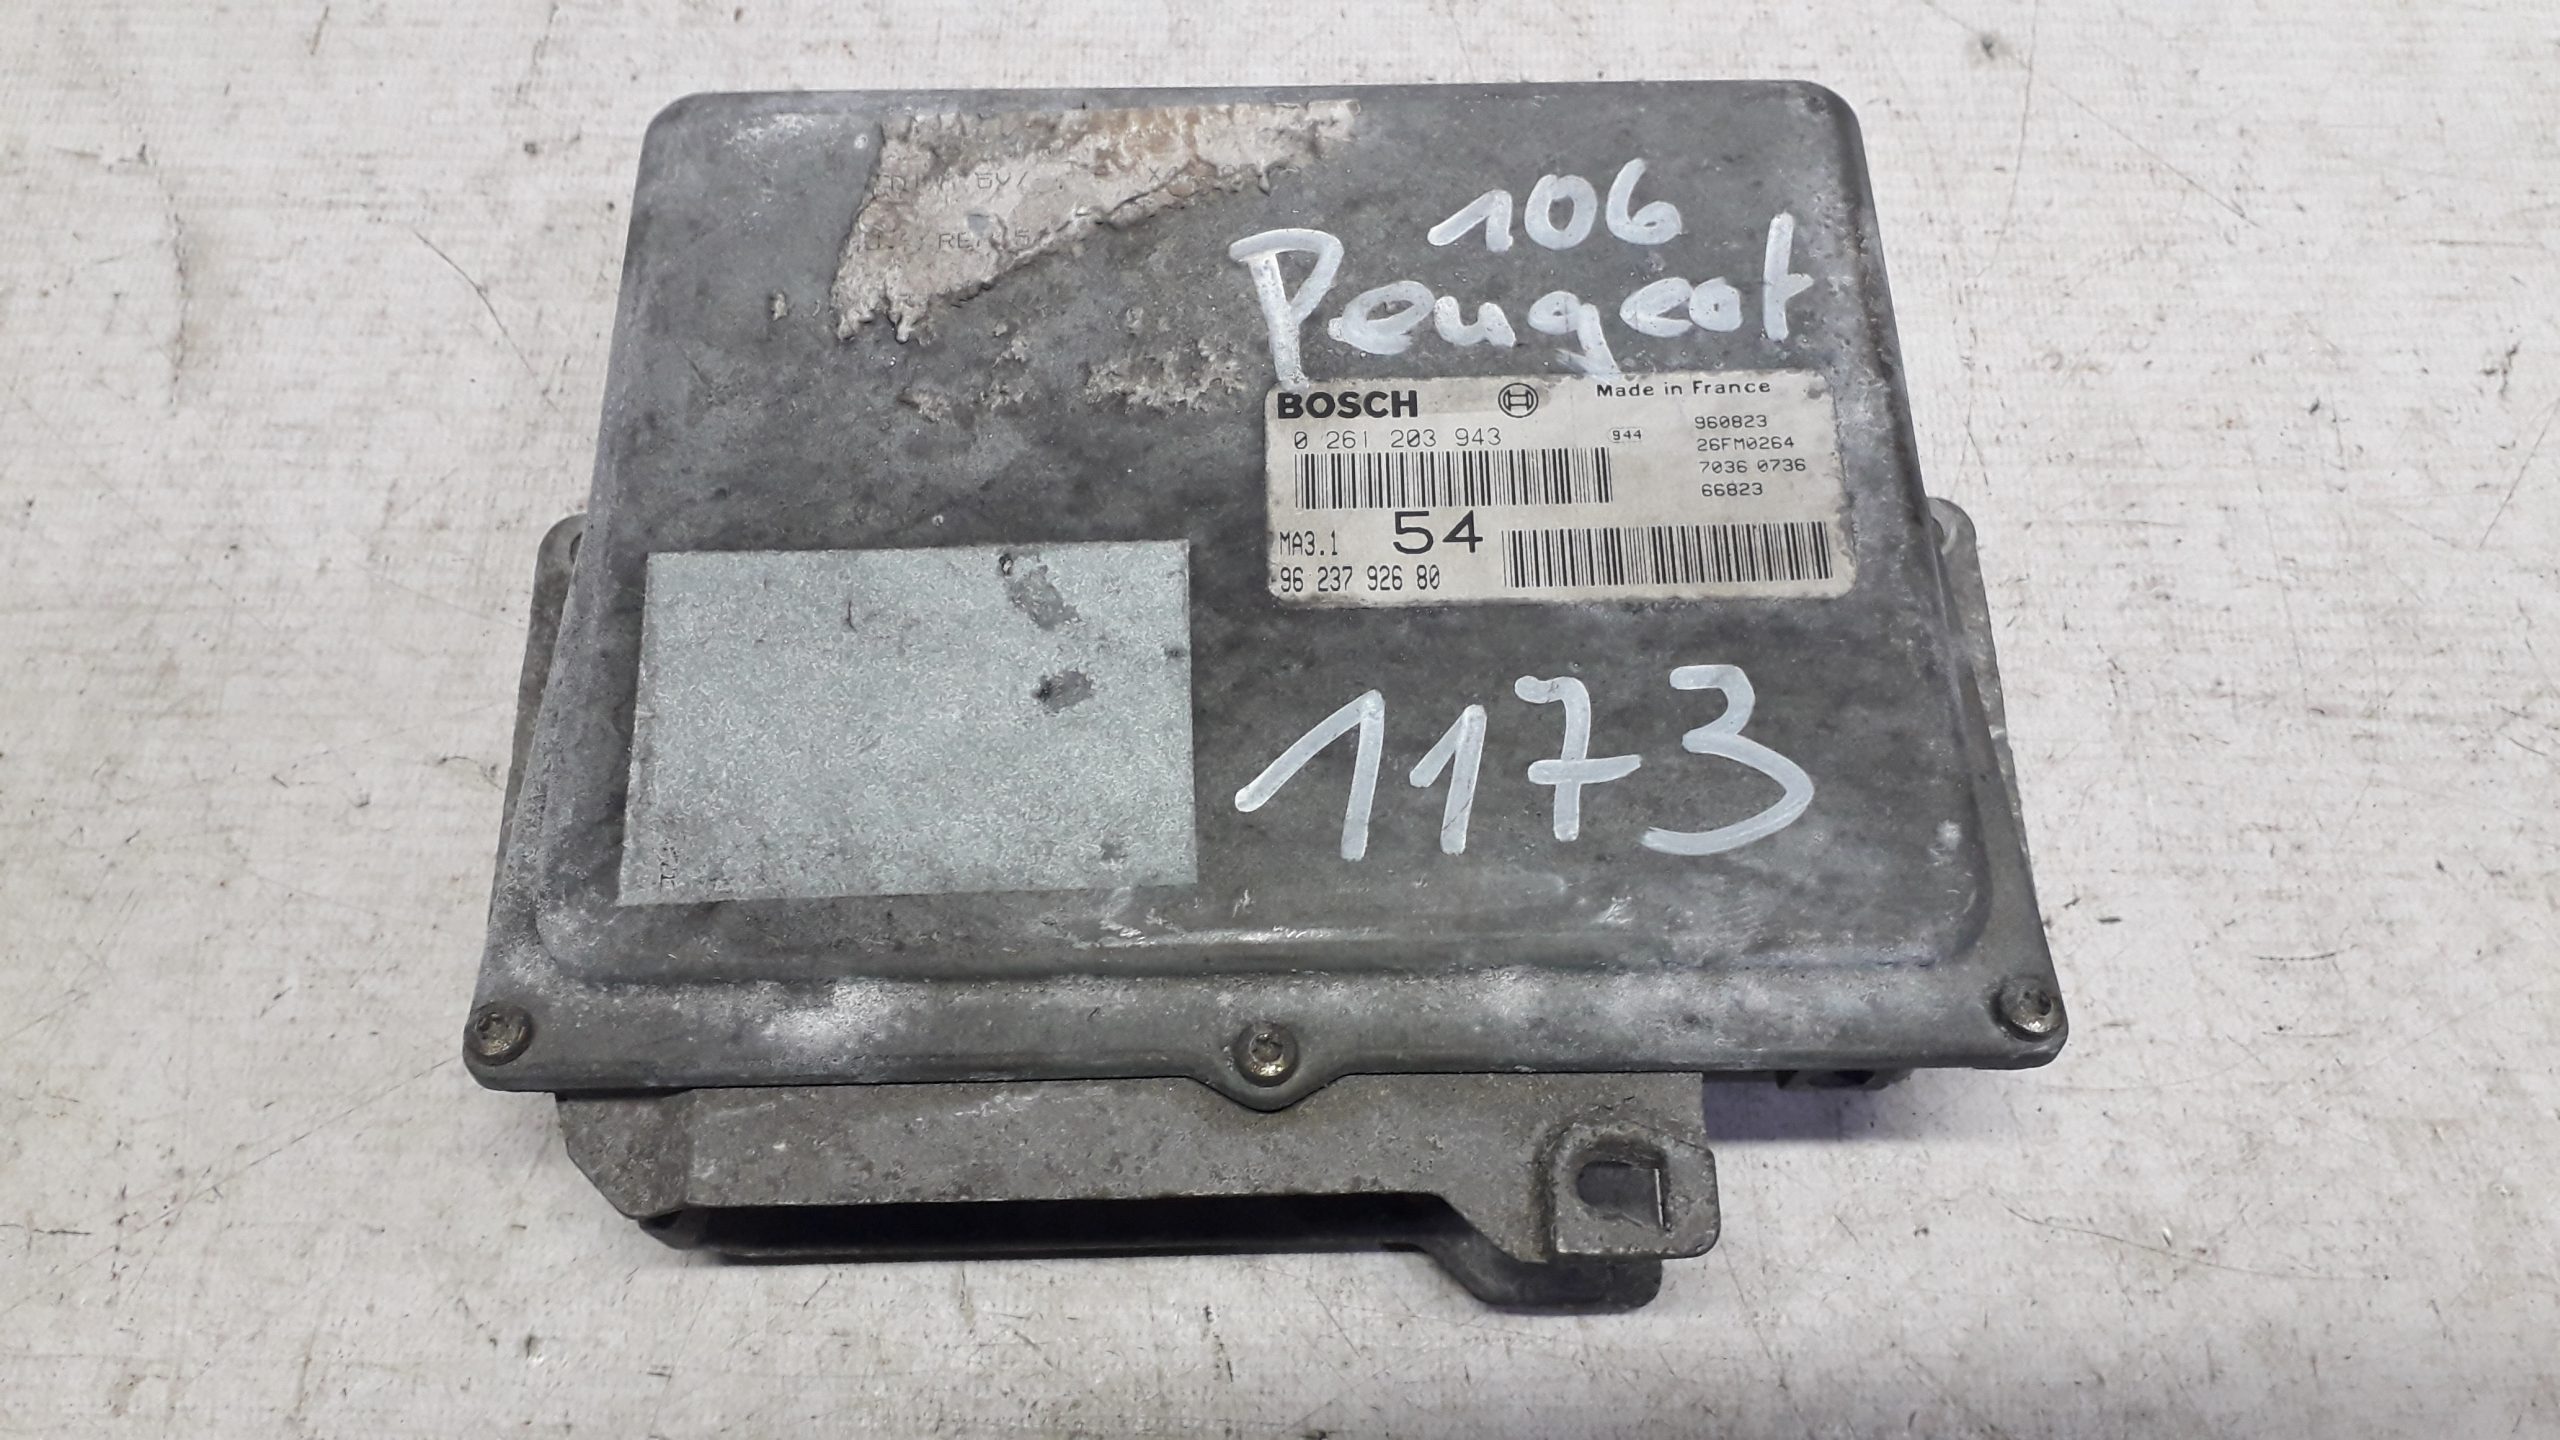 106
Peugeot
BOSCH Made in France
0 261 203 943 944 960823
26FM0264
7036 0736
66823
MA3.1 54
96 237 926 80
1173